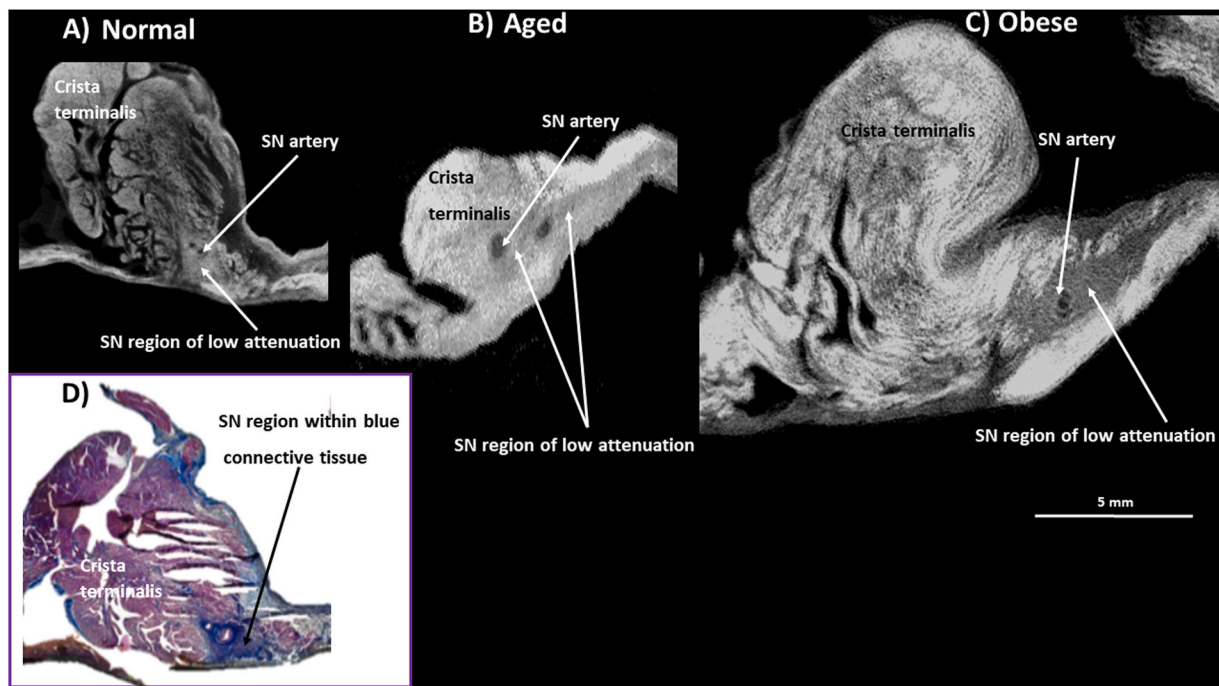 A) Normal
Crista
terminalis
SN artery
SN region of low attenuation
B) Aged
SN artery
Crista
terminalis
SN region of low attenuation
C) Obese
Crista terminalis
SN artery
SN region of low attenuation
5 mm
D)
SN region within blue
connective tissue
Crista
terminalis